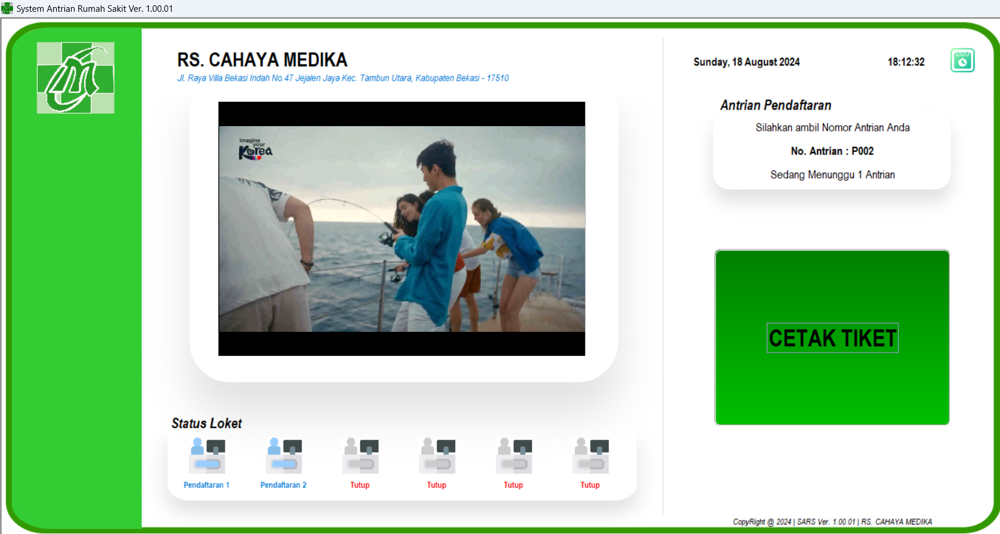 System Antrian Rumah Sakit Ver. 1.00.01
RS. CAHAYA MEDIKA
Jl. Raya Villa Bekasi Indah No.47 Jejalen Jaya Kec. Tambun Utara, Kabupaten Bekasi - 17510
Imagine
your
Korea
Status Loket
Pendaftaran 1
Pendaftaran 2
Tutup
Tutup
Tutup
Tutup
Sunday, 18 August 2024
18:12:32
Antrian Pendaftaran
Silahkan ambil Nomor Antrian Anda
No. Antrian : P002
Sedang Menunggu 1 Antrian
CETAK TIKET
CopyRight @ 2024 | SARS Ver. 1.00.01 | RS. CAHAYA MEDIKA